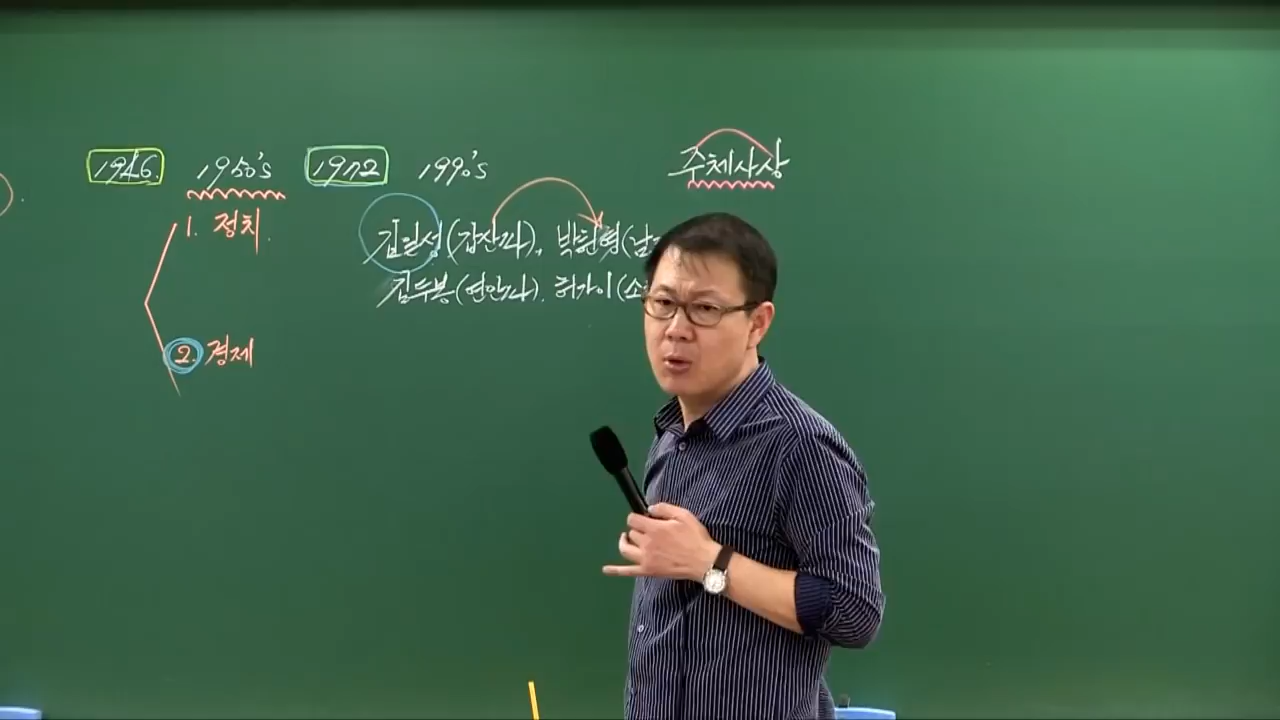 1946. 1950's 1972 1990's 주체사상
1. 정치.
김일성(갑산파), 박헌영(남
김두봉(연안파). 허가이(소
2. 경제